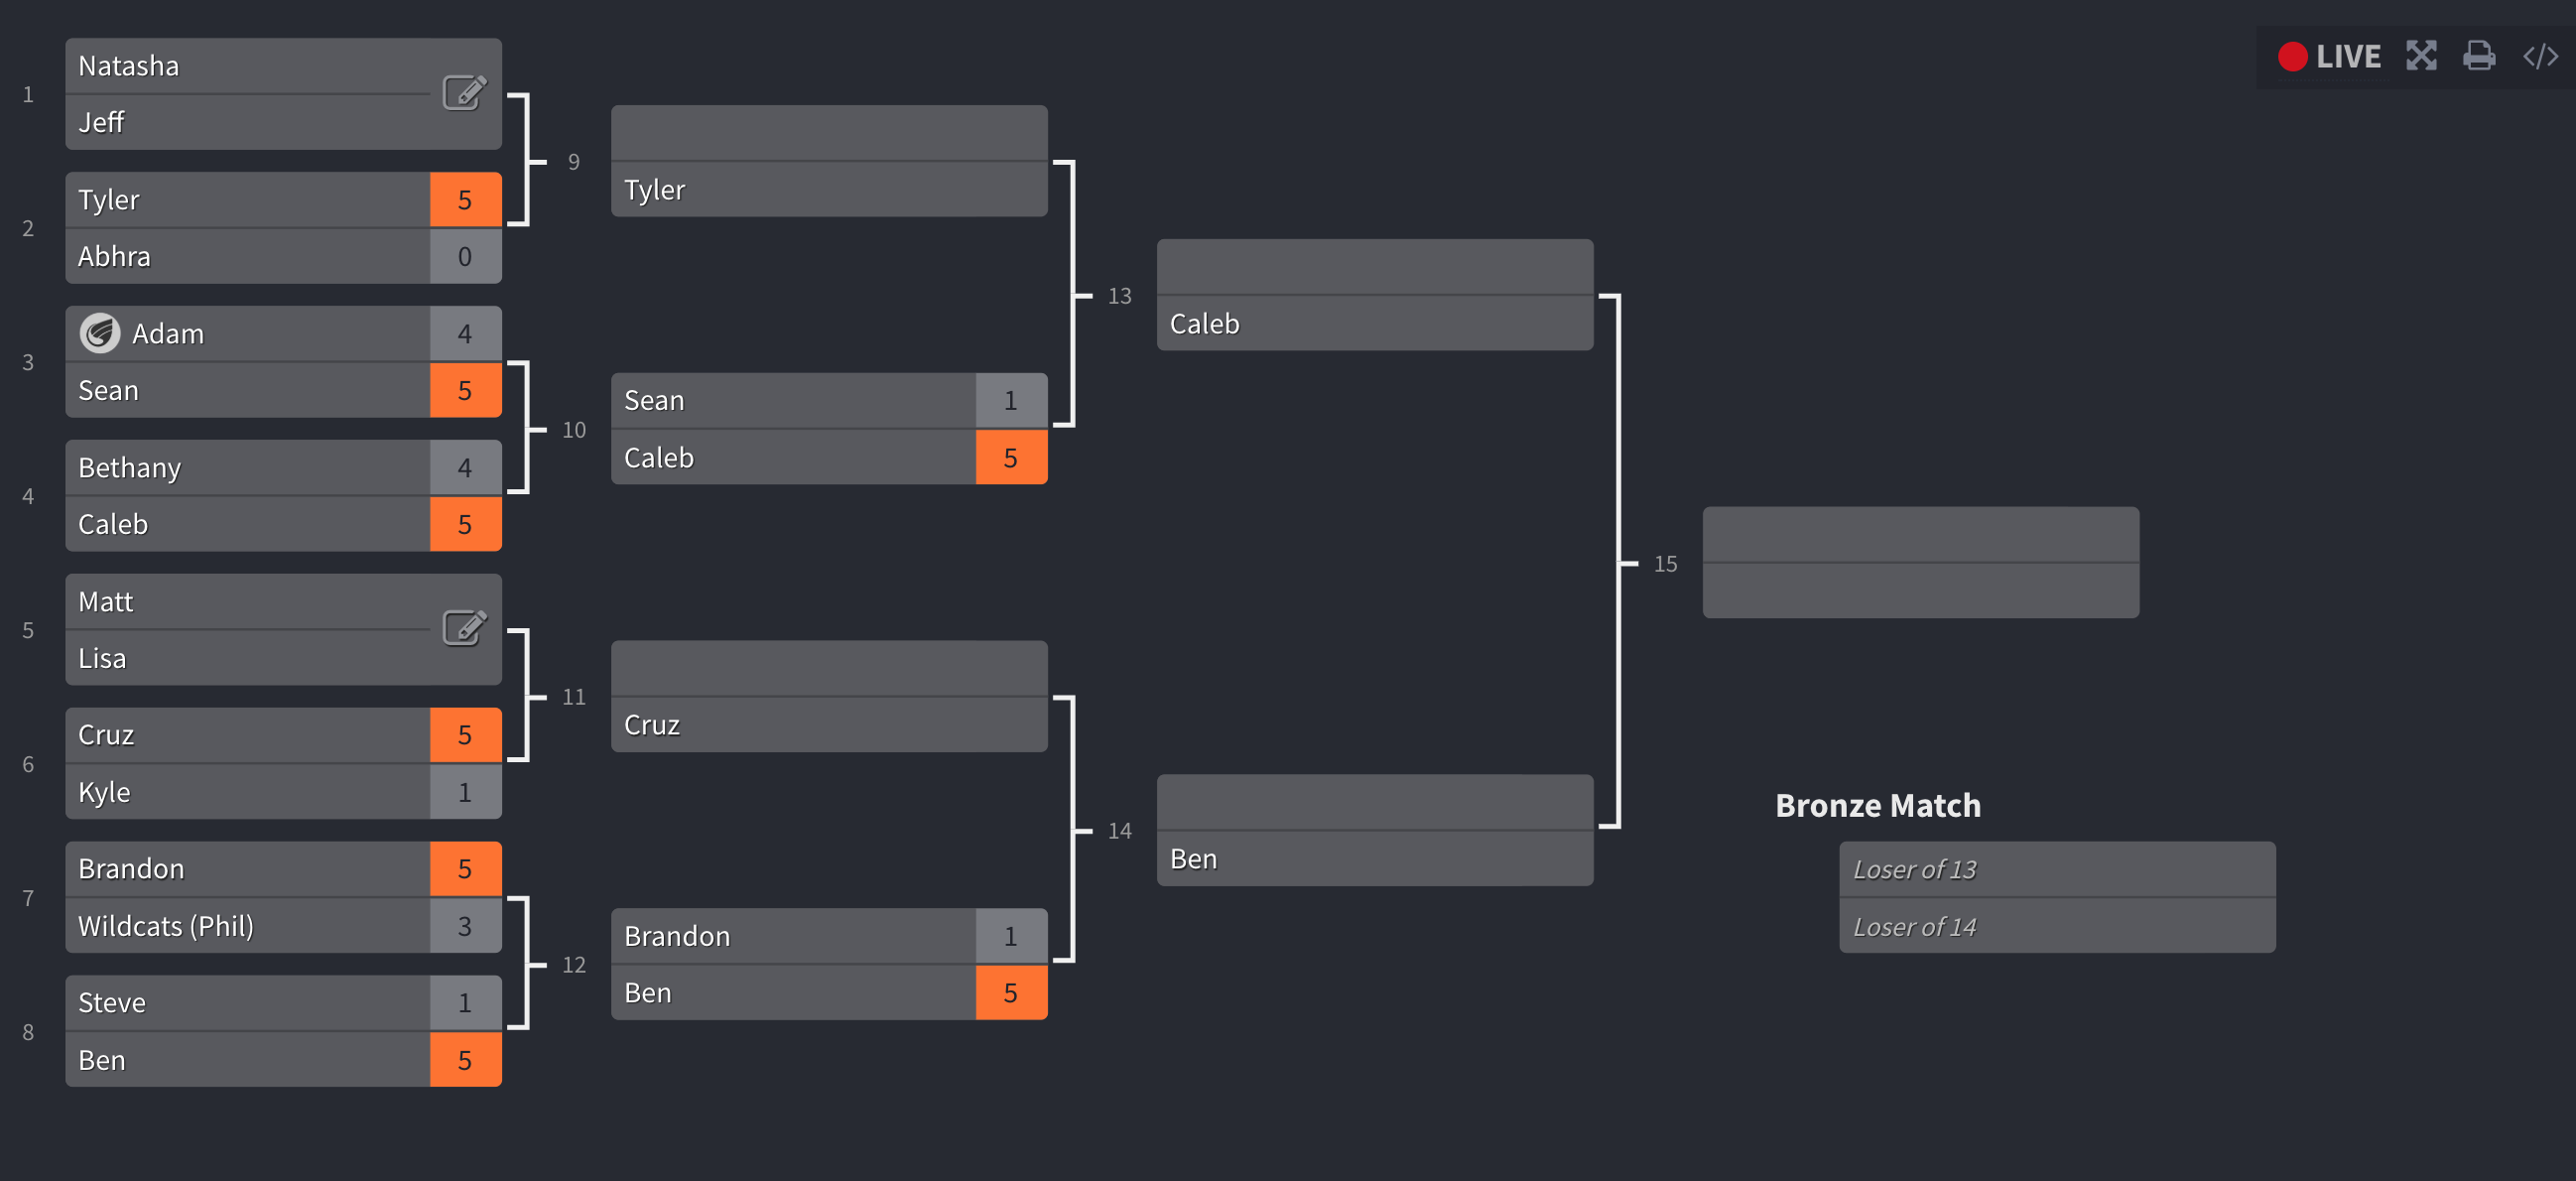 LIVE </>
1
Natasha
Jeff
2
Tyler 5
Abhra 0
3
Adam 4
Sean 5
4
Bethany 4
Caleb 5
5
Matt
Lisa
6
Cruz 5
Kyle 1
7
Brandon 5
Wildcats (Phil) 3
8
Steve 1
Ben 5
9
Tyler
10
Sean 1
Caleb 5
11
Cruz
12
Brandon 1
Ben 5
13
Caleb
14
Ben
15
Bronze Match
Loser of 13
Loser of 14